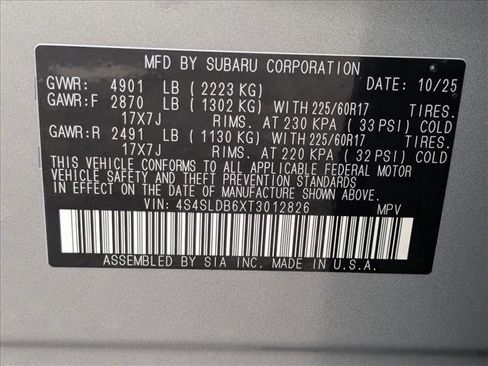 MFD BY SUBARU CORPORATION
GVWR: 4901 LB ( 2223 KG) DATE: 10/25
GAWR:F 2870 LB ( 1302 KG) WITH 225/60R17 TIRES.
17X7J RIMS. AT 230 KPA ( 33 PSI) COLD
GAWR:R 2491 LB ( 1130 KG) WITH 225/60R17 TIRES.
17X7J RIMS. AT 220 KPA ( 32 PSI) COLD
THIS VEHICLE CONFORMS TO ALL APPLICABLE FEDERAL MOTOR
VEHICLE SAFETY AND THEFT PREVENTION STANDARDS
IN EFFECT ON THE DATE OF MANUFACTURE SHOWN ABOVE.
VIN: 4S4SLDB6XT3012826 MPV
ASSEMBLED BY SIA INC. MADE IN U.S.A.